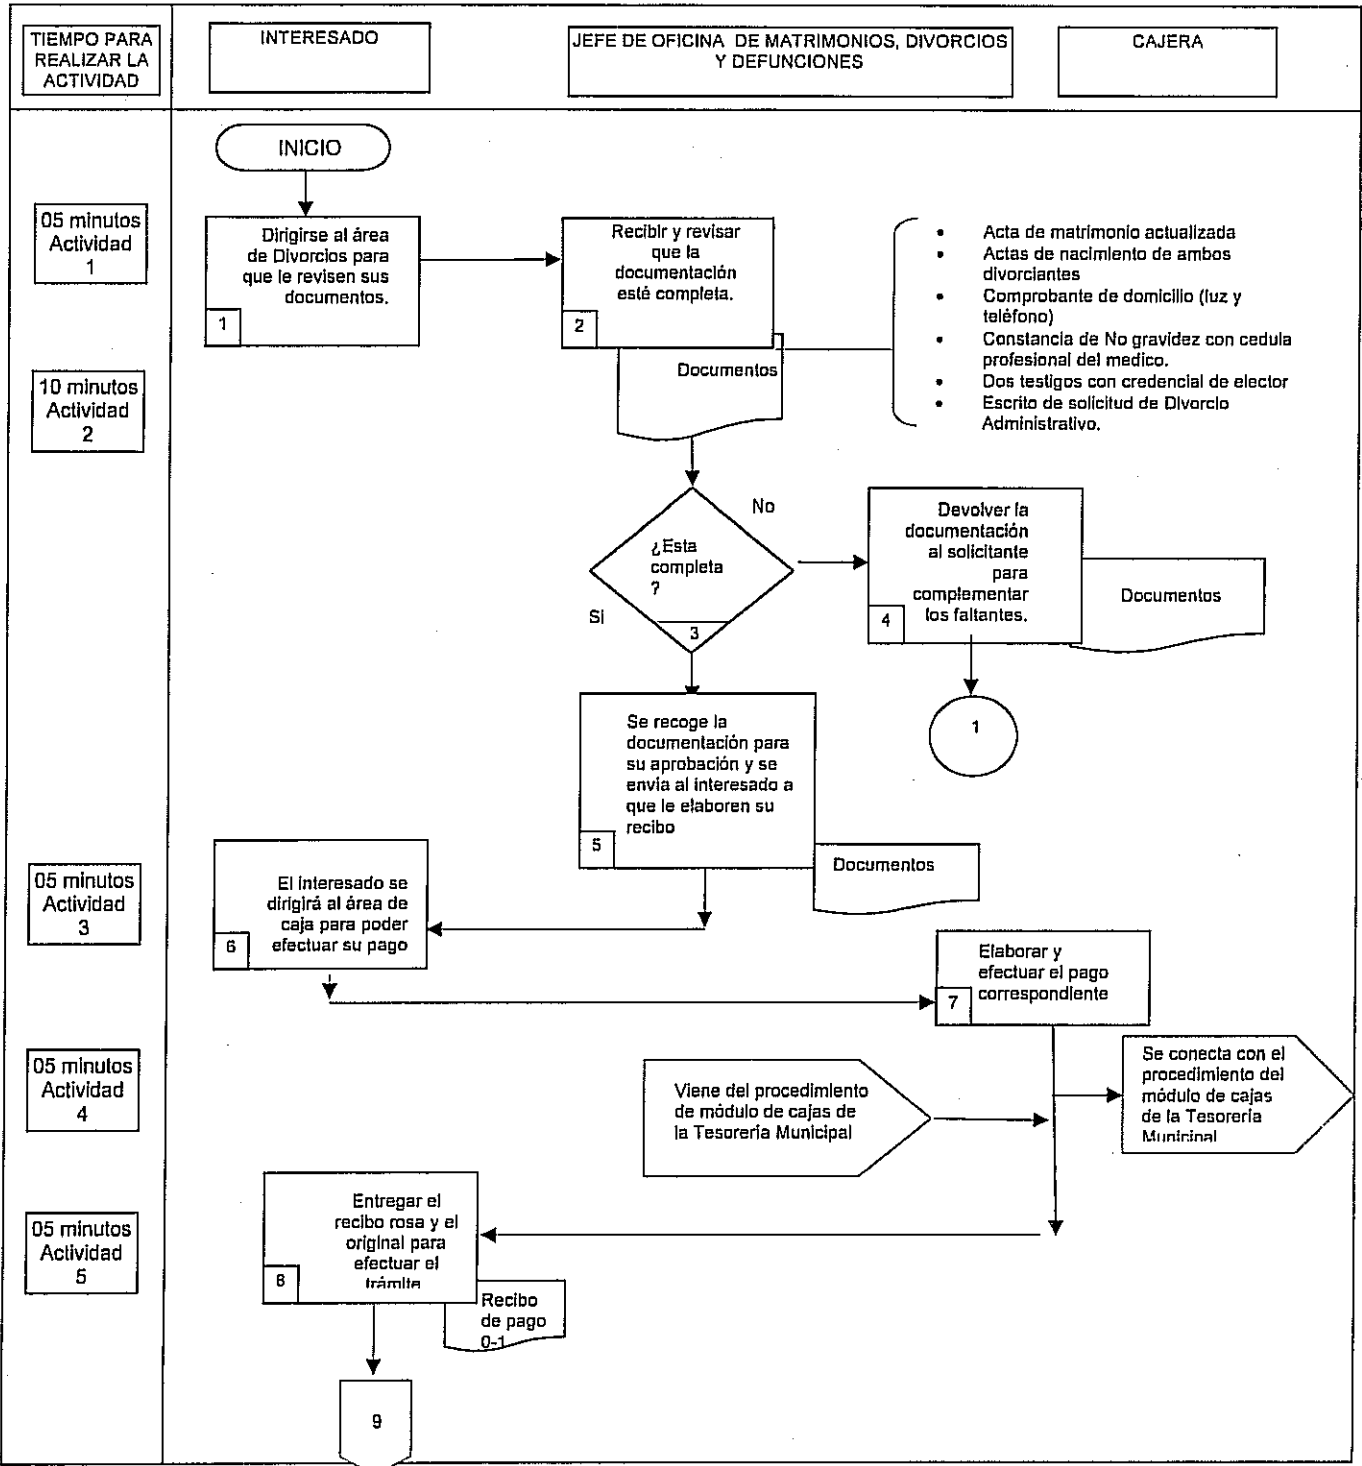 TIEMPO PARA
REALIZAR LA
ACTIVIDAD
INTERESADO
JEFE DE OFICINA DE MATRIMONIOS, DIVORCIOS
Y DEFUNCIONES
CAJERA
INICIO
05 minutos
Actividad
1
Dirigirse al área
de Divorcios para
que le revisen sus
documentos.
1
Recibir y revisar
que la
documentación
esté completa.
2
Documentos
• Acta de matrimonio actualizada
• Actas de nacimiento de ambos
divorciantes
• Comprobante de domicilio (luz y
teléfono)
• Constancia de No gravidez con cedula
profesional del medico.
• Dos testigos con credencial de elector
• Escrito de solicitud de Divorcio
Administrativo.
10 minutos
Actividad
2
¿Esta
completa
?
3
No
Si
Devolver la
documentación
al solicitante
para
complementar
los faltantes.
4
Documentos
1
Se recoge la
documentación para
su aprobación y se
envia al interesado a
que le elaboren su
recibo
5
Documentos
05 minutos
Actividad
3
El interesado se
dirigirá al área de
caja para poder
efectuar su pago
6
Elaborar y
efectuar el pago
correspondiente
7
05 minutos
Actividad
4
Viene del procedimiento
de módulo de cajas de
la Tesorería Municipal
Se conecta con el
procedimiento del
módulo de cajas
de la Tesorería
Municipal
05 minutos
Actividad
5
Entregar el
recibo rosa y el
original para
efectuar el
trámite
8
Recibo
de pago
0-1
9